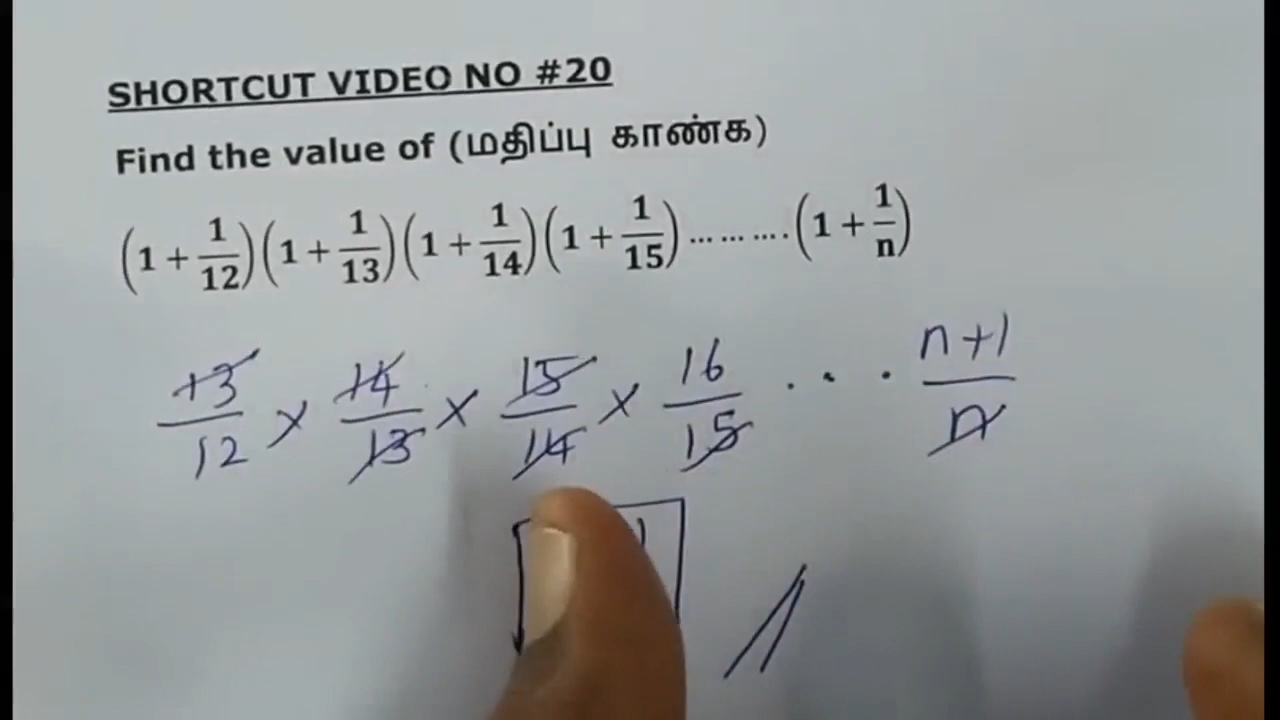 SHORTCUT VIDEO NO #20
Find the value of (மதிப்பு காண்க)
(1 + 1/12)(1 + 1/13)(1 + 1/14)(1 + 1/15) ... ... .... (1 + 1/n)
13/12 × 14/13 × 15/14 × 16/15 . . . n+1/n